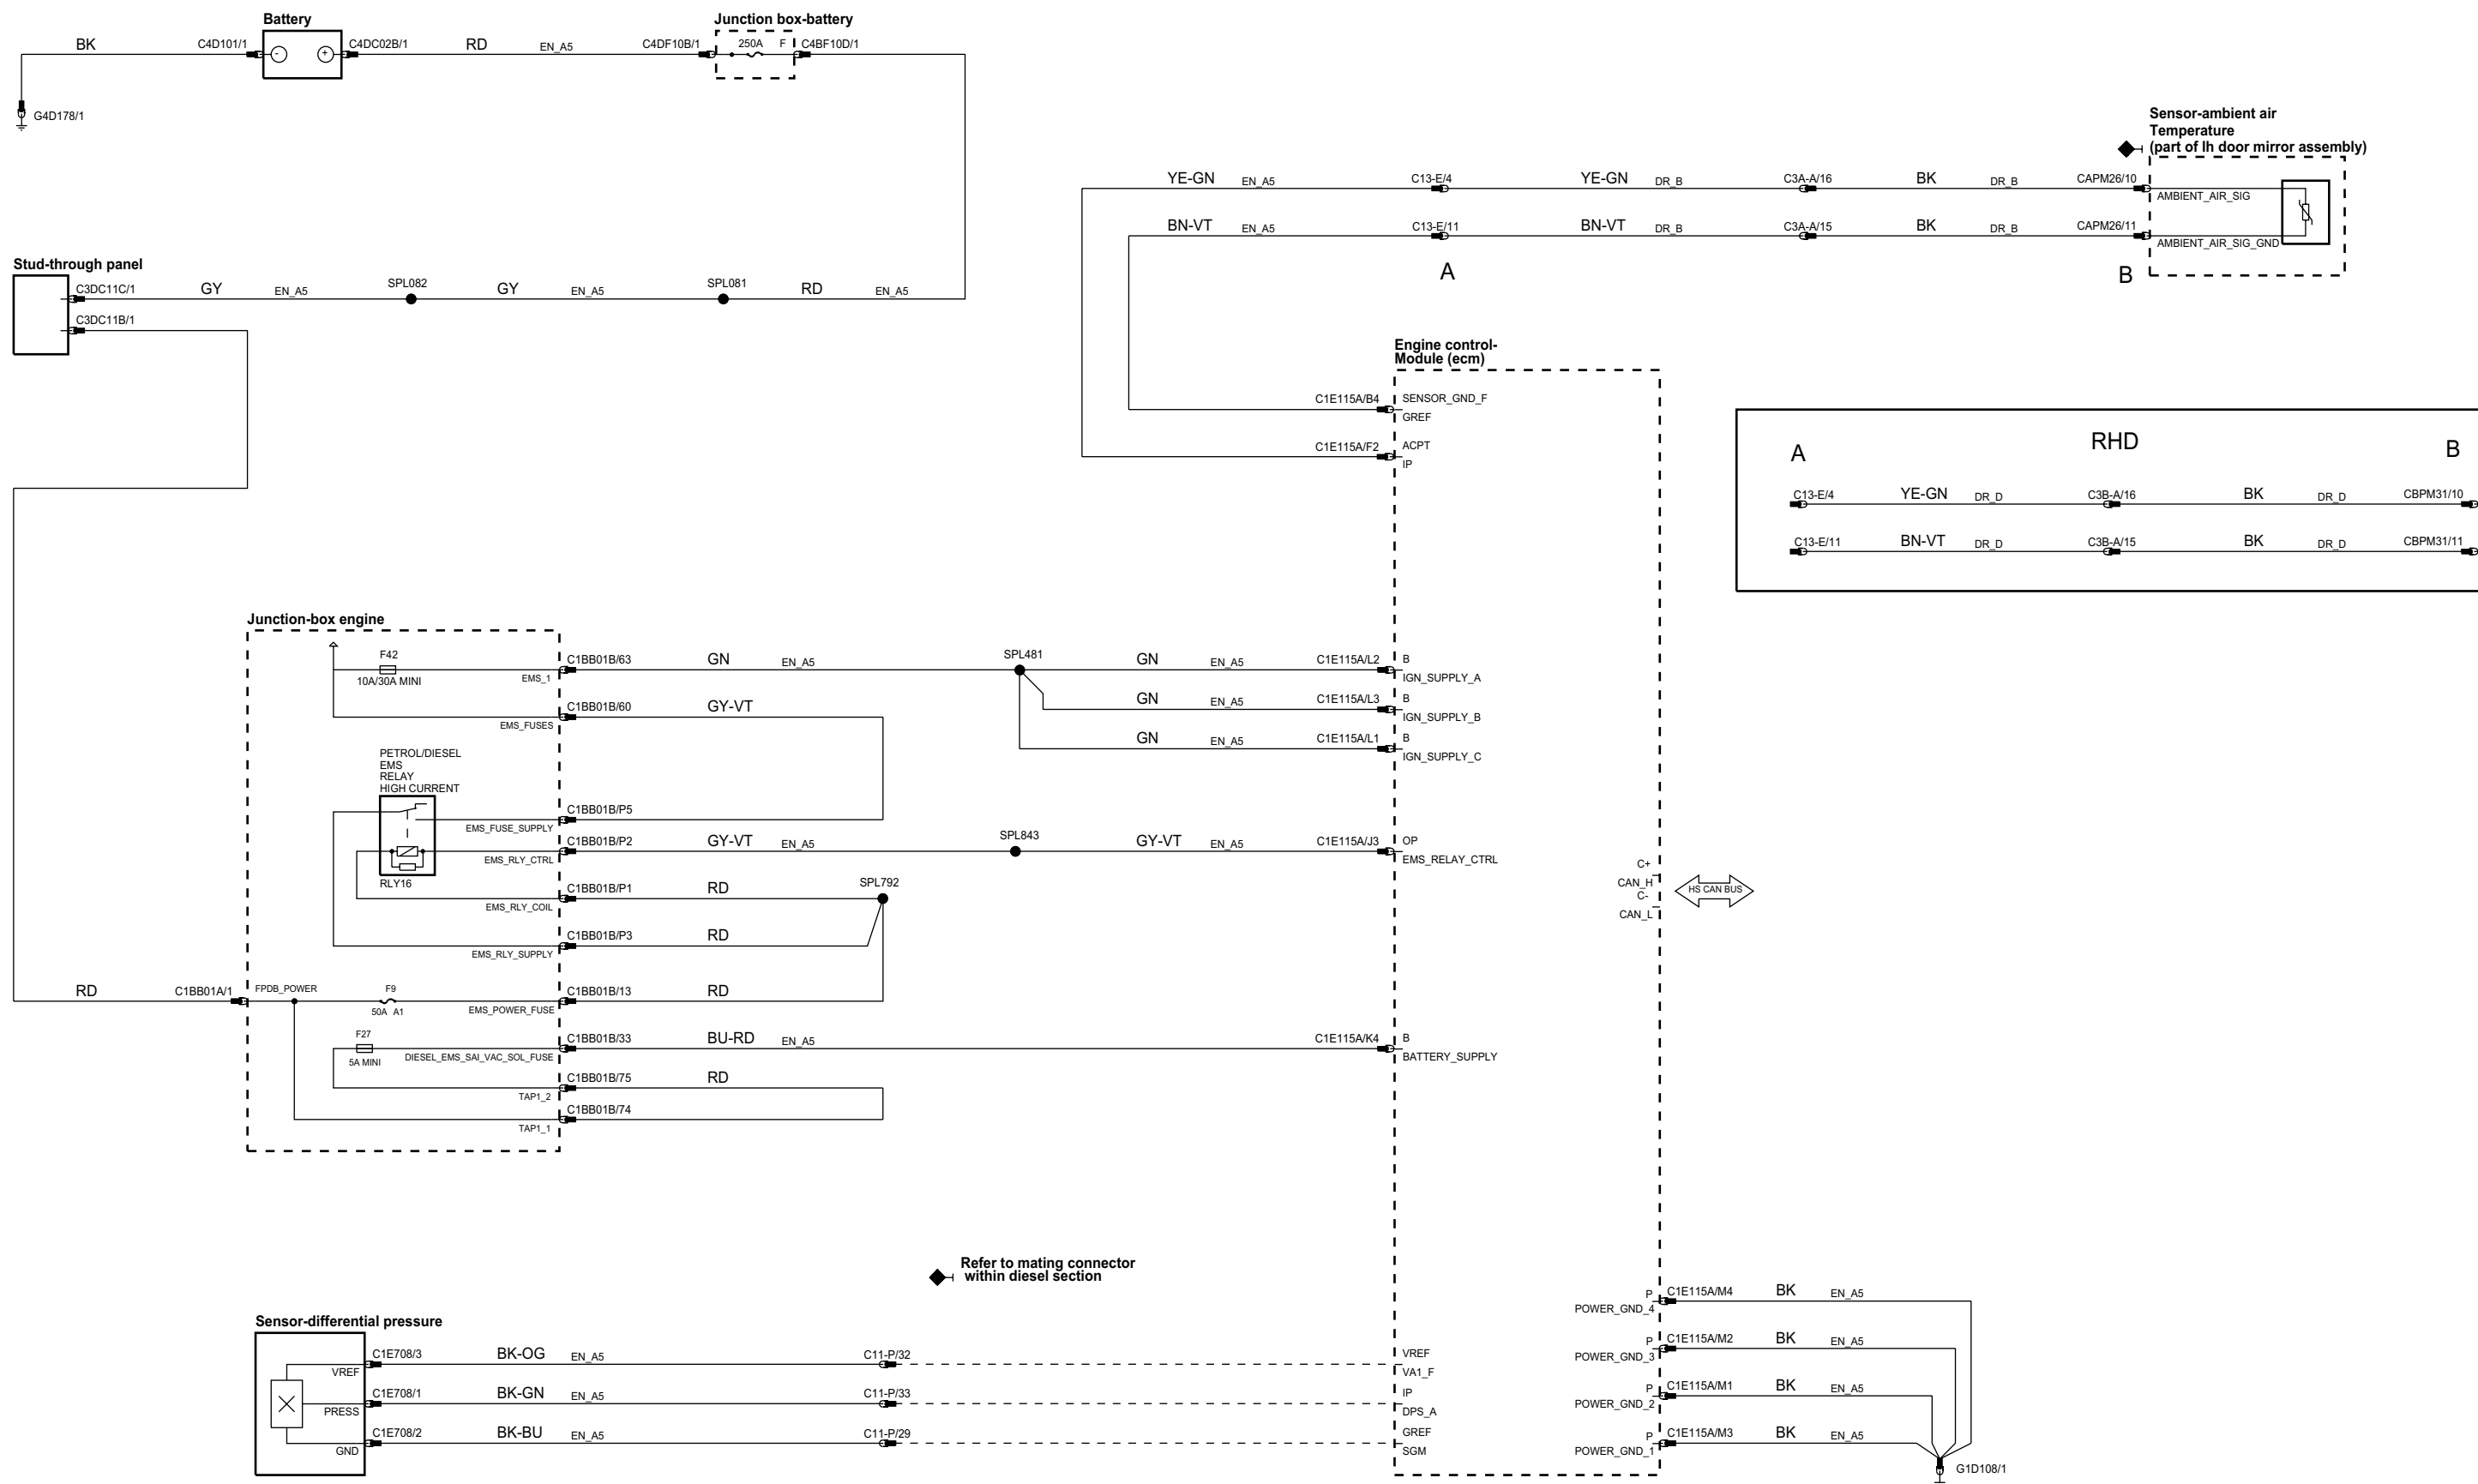 Battery
Junction box-battery
BK
C4D101/1
-
+
C4DC02B/1
RD
EN_A5
C4DF10B/1
250A
F
C4BF10D/1
G4D178/1
Sensor-ambient air
Temperature
(part of lh door mirror assembly)
YE-GN
EN_A5
C13-E/4
YE-GN
DR_B
C3A-A/16
BK
DR_B
CAPM26/10
AMBIENT_AIR_SIG
BN-VT
EN_A5
C13-E/11
BN-VT
DR_B
C3A-A/15
BK
DR_B
CAPM26/11
AMBIENT_AIR_SIG_GND
A
B
Stud-through panel
C3DC11C/1
GY
EN_A5
SPL082
GY
EN_A5
SPL081
RD
EN_A5
C3DC11B/1
Engine control-
Module (ecm)
C1E115A/B4
SENSOR_GND_F
GREF
C1E115A/F2
ACPT
IP
A
RHD
B
C13-E/4
YE-GN
DR_D
C3B-A/16
BK
DR_D
CBPM31/10
C13-E/11
BN-VT
DR_D
C3B-A/15
BK
DR_D
CBPM31/11
Junction-box engine
F42
10A/30A MINI
EMS_1
C1BB01B/63
GN
EN_A5
SPL481
GN
EN_A5
C1E115A/L2
B
IGN_SUPPLY_A
EMS_FUSES
C1BB01B/60
GY-VT
GN
EN_A5
C1E115A/L3
B
IGN_SUPPLY_B
GN
EN_A5
C1E115A/L1
B
IGN_SUPPLY_C
PETROL/DIESEL
EMS
RELAY
HIGH CURRENT
EMS_FUSE_SUPPLY
C1BB01B/P5
EMS_RLY_CTRL
C1BB01B/P2
GY-VT
EN_A5
SPL843
GY-VT
EN_A5
C1E115A/J3
OP
EMS_RELAY_CTRL
RLY16
EMS_RLY_COIL
C1BB01B/P1
RD
SPL792
C+
CAN_H
C-
CAN_L
HS CAN BUS
EMS_RLY_SUPPLY
C1BB01B/P3
RD
RD
C1BB01A/1
FPDB_POWER
F9
50A A1
EMS_POWER_FUSE
C1BB01B/13
RD
F27
5A MINI
DIESEL_EMS_SAI_VAC_SOL_FUSE
C1BB01B/33
BU-RD
EN_A5
C1E115A/K4
B
BATTERY_SUPPLY
TAP1_2
C1BB01B/75
RD
TAP1_1
C1BB01B/74
Refer to mating connector
within diesel section
P
POWER_GND_4
C1E115A/M4
BK
EN_A5
P
POWER_GND_3
C1E115A/M2
BK
EN_A5
P
POWER_GND_2
C1E115A/M1
BK
EN_A5
P
POWER_GND_1
C1E115A/M3
BK
EN_A5
G1D108/1
Sensor-differential pressure
VREF
C1E708/3
BK-OG
EN_A5
C11-P/32
VREF
VA1_F
PRESS
C1E708/1
BK-GN
EN_A5
C11-P/33
IP
DPS_A
GND
C1E708/2
BK-BU
EN_A5
C11-P/29
GREF
SGM